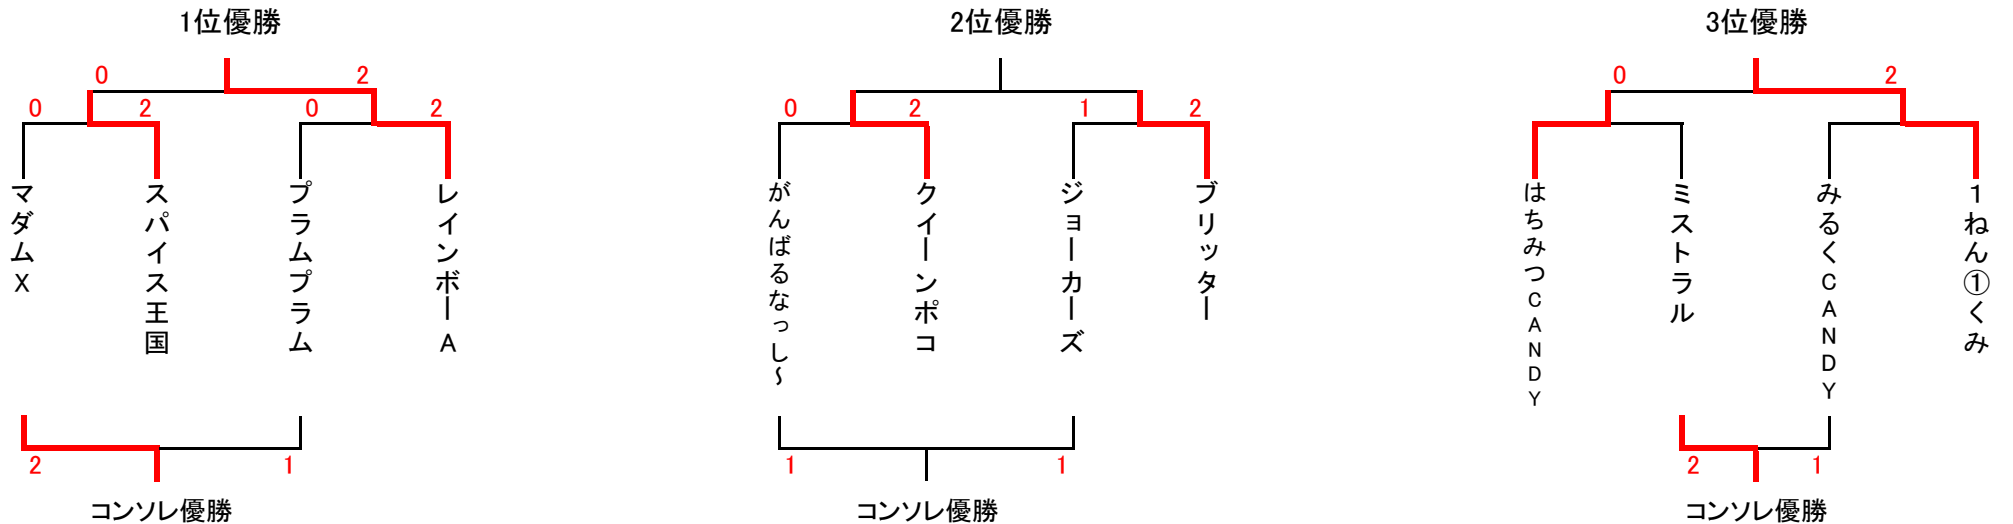 1位優勝
2位優勝
3位優勝
0 2
0 2
0 2 0 2
0 2 1 2
マダムX
スパイス王国
プラムプラム
レインボーA
がんばるなっし～
クイーンポコ
ジョーカーズ
ブリッター
はちみつCANDY
ミストラル
みるくCANDY
1ねん①くみ
2 1
1 1
2 1
コンソレ優勝
コンソレ優勝
コンソレ優勝